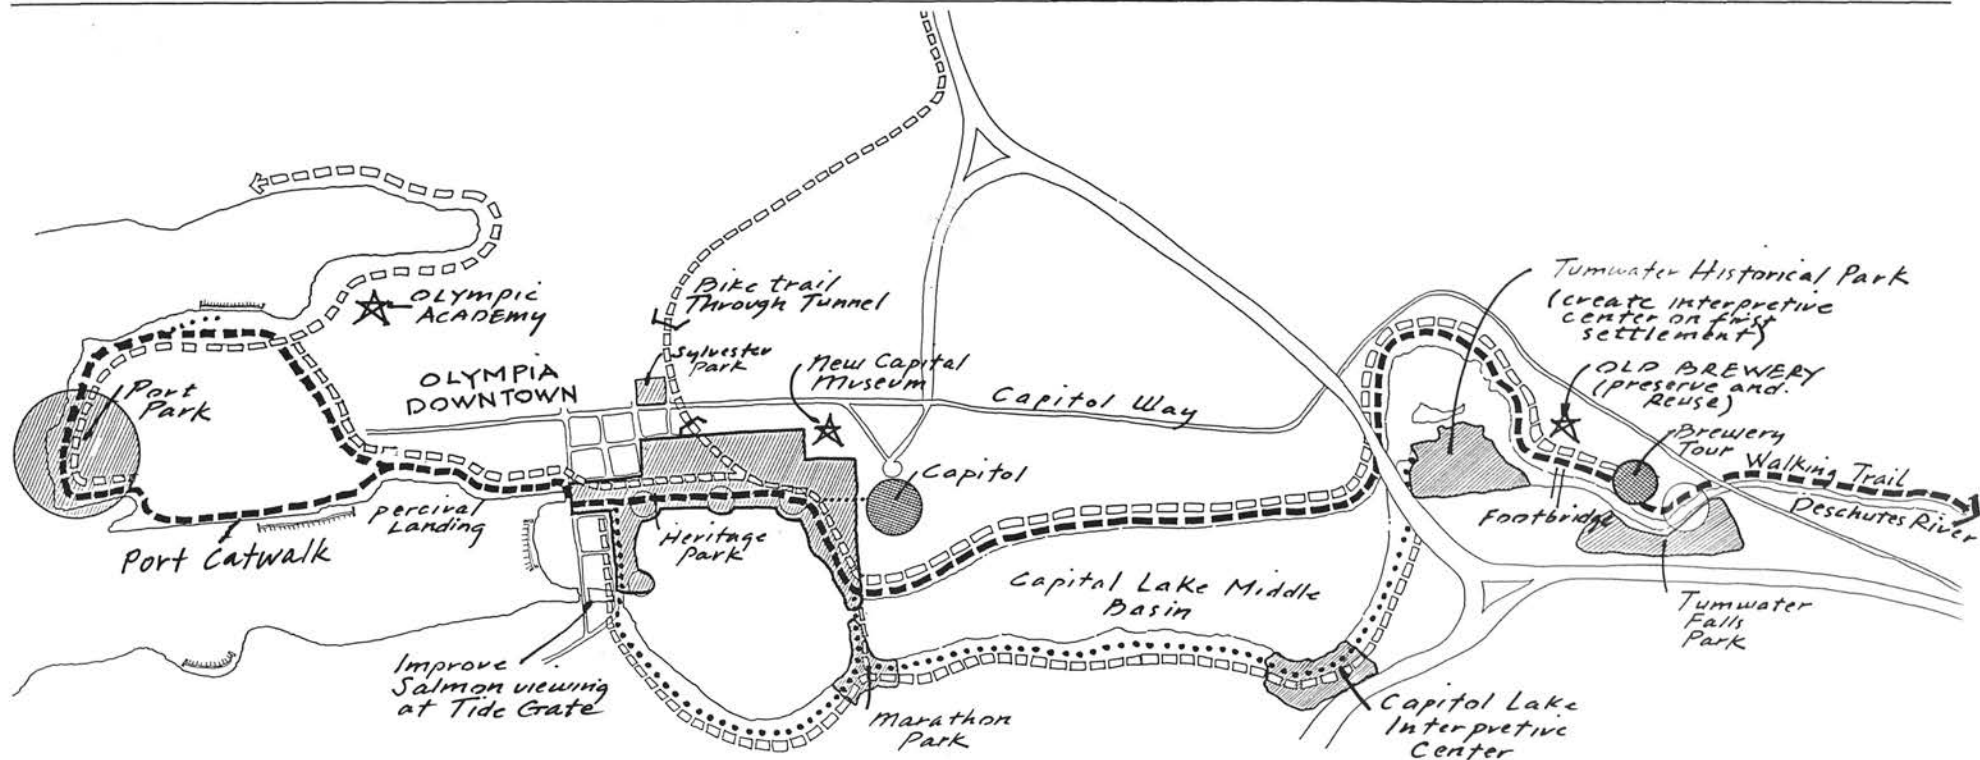 OLYMPIC
ACADEMY
Port
Park
OLYMPIA
DOWNTOWN
Percival
Landing
Port Catwalk
Bike trail
Through Tunnel
Sylvester
Park
New Capital
Museum
Capitol Way
Capitol
Heritage
Park
Improve
Salmon viewing
at Tide Gate
Marathon
Park
Capital Lake Middle
Basin
Capitol Lake
Interpretive
Center
Tumwater Historical Park
(create interpretive
center on frist
settlement)
OLD BREWERY
(preserve and.
Reuse)
Brewery
Tour
Walking Trail
Deschutes River
Footbridge
Tumwater
Falls
Park